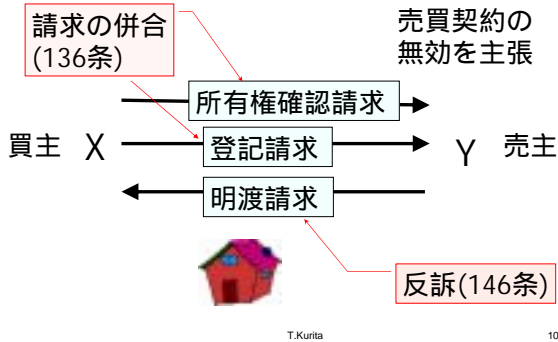 請求の併合
(136条)
売買契約の
無効を主張
所有権確認請求
買主 X 登記請求 Y 売主
明渡請求
反訴(146条)
T.Kurita 10